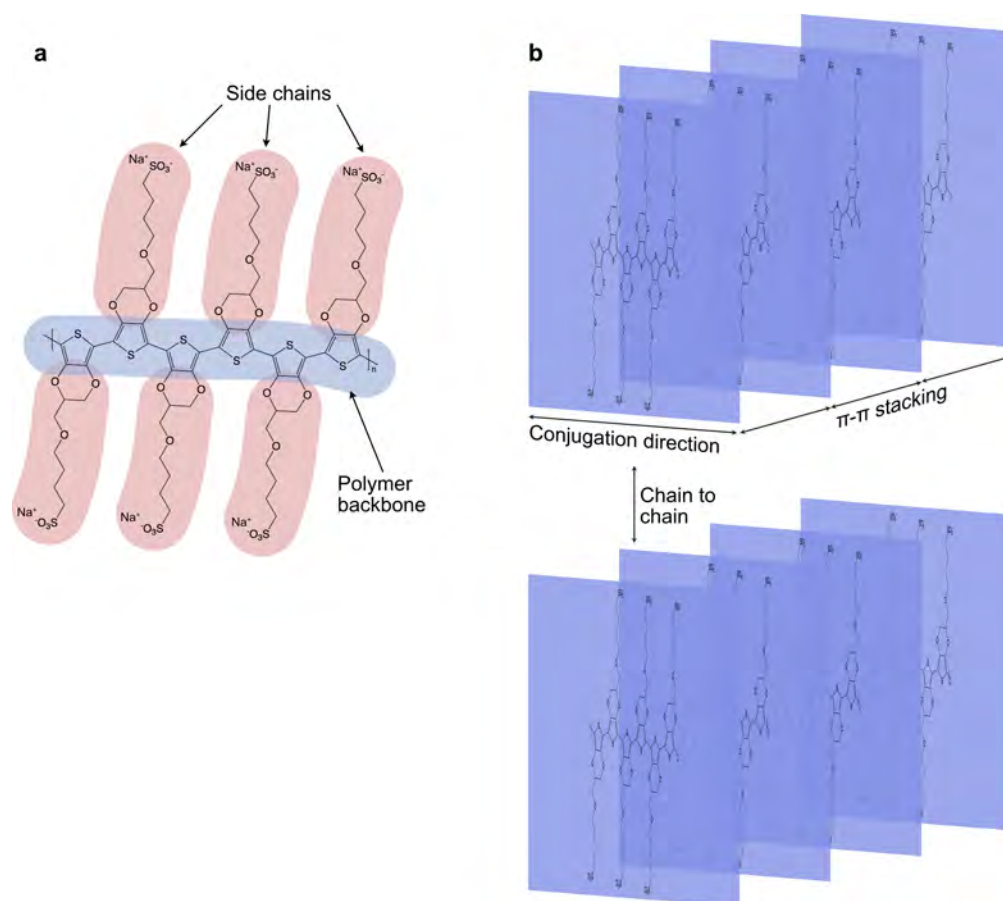 a
b
Side chains
Na⁺
SO₃⁻
Na⁺
SO₃⁻
Na⁺
SO₃⁻
O
O
O
O
O
O
O
O
O
S
S
S
S
S
S
n
O
O
O
O
O
O
O
O
O
Na⁺
⁻O₃S
Na⁺
⁻O₃S
Na⁺
⁻O₃S
Polymer
backbone
Conjugation direction
π-π stacking
Chain to
chain